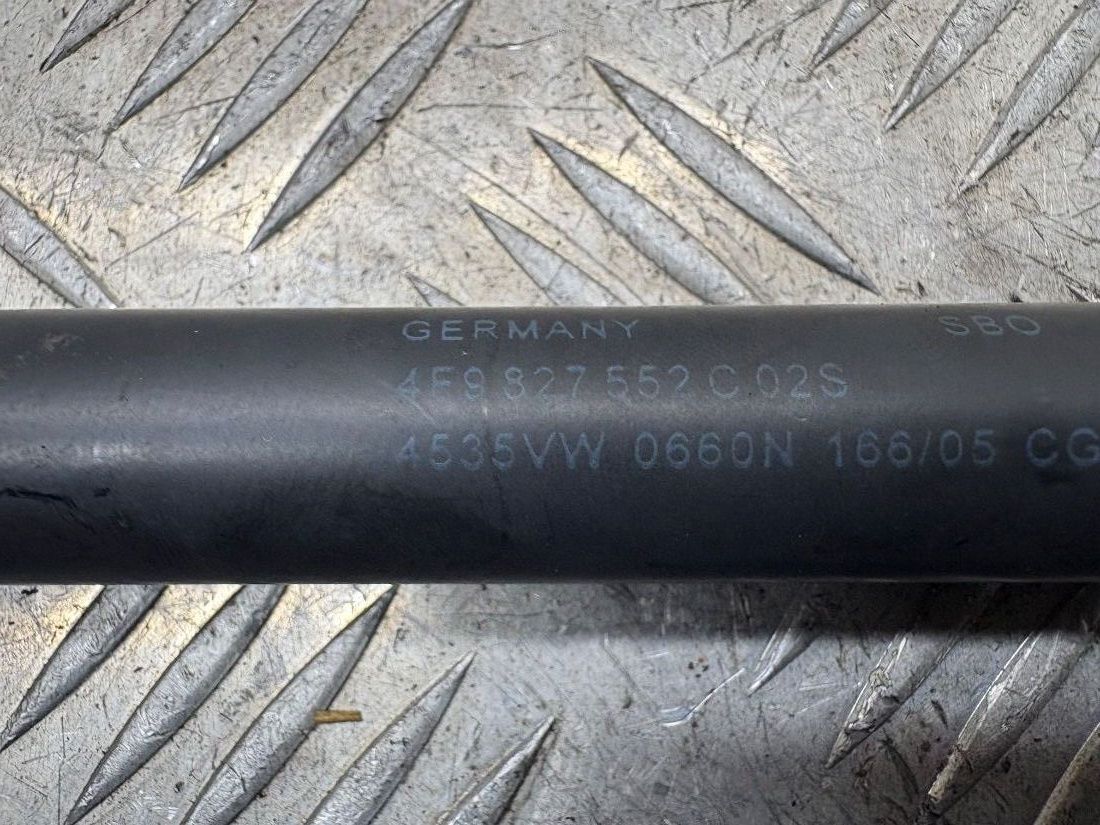 GERMANY SBO
4F9 827 552 C 02S
4535VW 0660N 166/05 CG